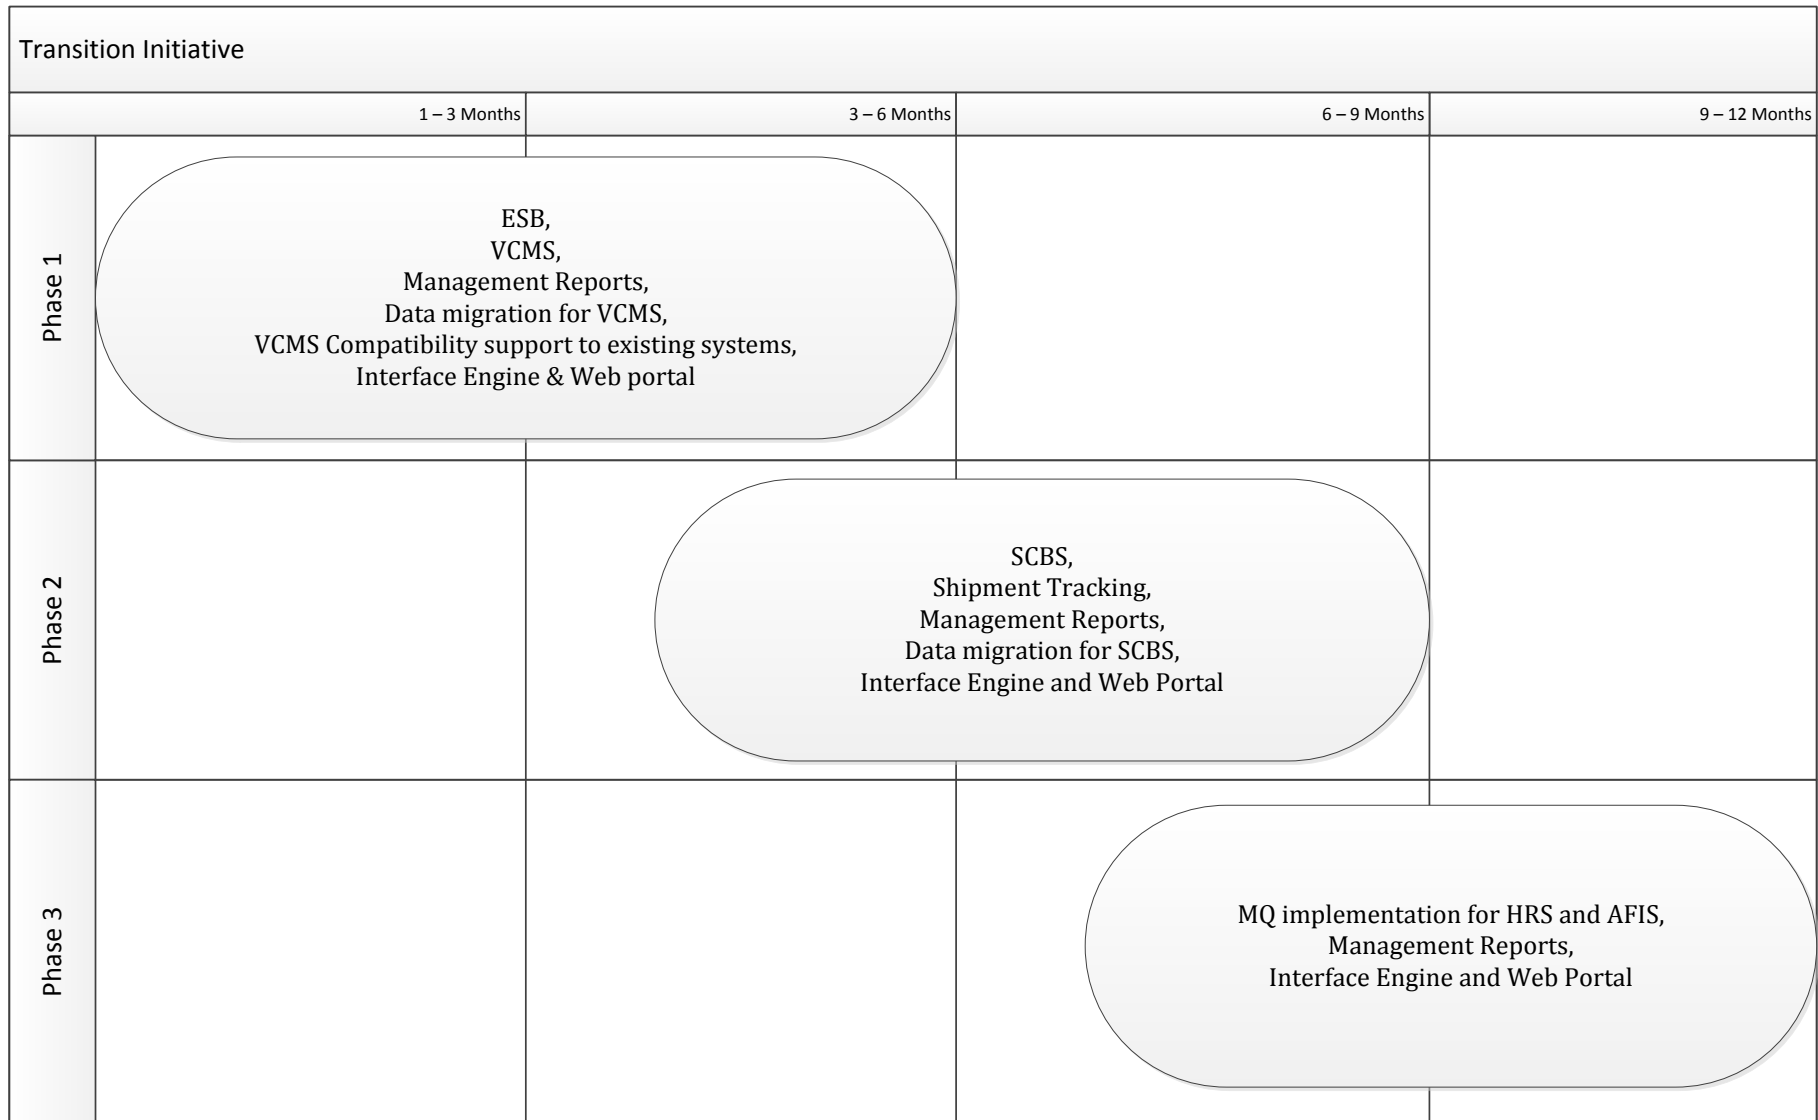 Transition Initiative
1 – 3 Months
3 – 6 Months
6 – 9 Months
9 – 12 Months
Phase 1
ESB,
VCMS,
Management Reports,
Data migration for VCMS,
VCMS Compatibility support to existing systems,
Interface Engine & Web portal
Phase 2
SCBS,
Shipment Tracking,
Management Reports,
Data migration for SCBS,
Interface Engine and Web Portal
Phase 3
MQ implementation for HRS and AFIS,
Management Reports,
Interface Engine and Web Portal